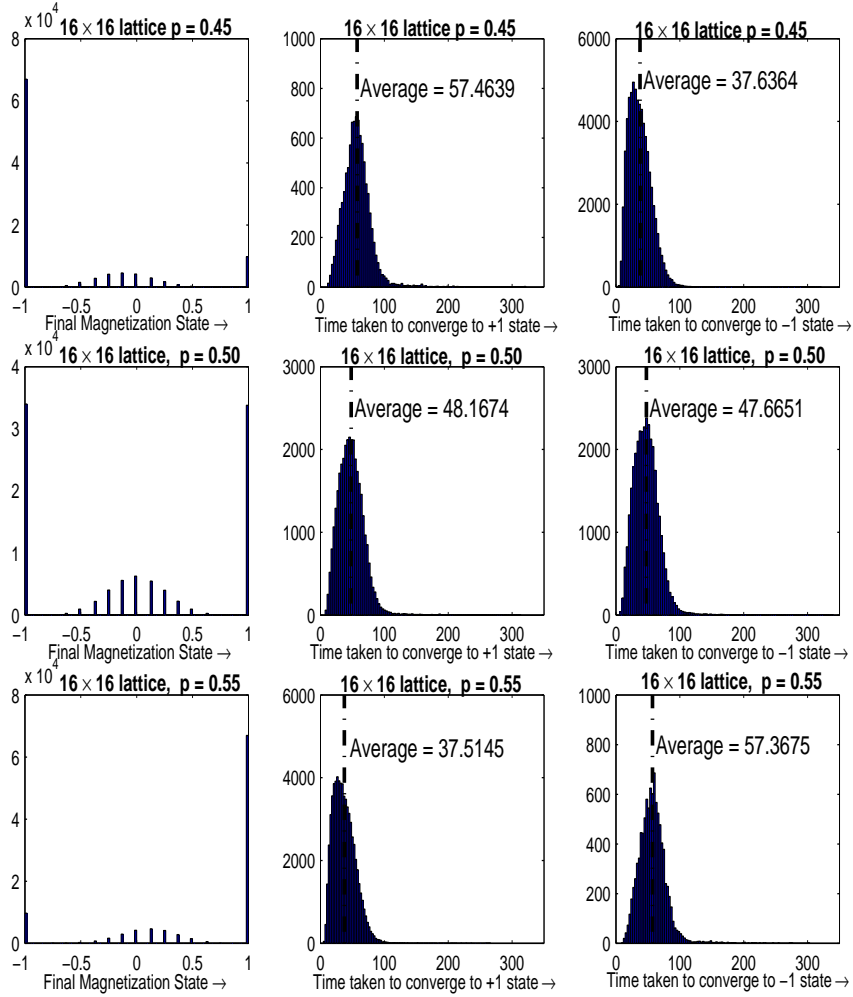 x 10⁴
16 × 16 lattice p = 0.45
8
6
4
2
0
−1 −0.5 0 0.5 1
Final Magnetization State →
16 × 16 lattice p = 0.45
Average = 57.4639
1000
800
600
400
200
0
0 100 200 300
Time taken to converge to +1 state →
16 × 16 lattice p = 0.45
Average = 37.6364
6000
4000
2000
0
0 100 200 300
Time taken to converge to −1 state →
x 10⁴
16 × 16 lattice, p = 0.50
4
3
2
1
0
−1 −0.5 0 0.5 1
Final Magnetization State →
16 × 16 lattice, p = 0.50
Average = 48.1674
3000
2000
1000
0
0 100 200 300
Time taken to converge to +1 state →
16 × 16 lattice, p = 0.50
Average = 47.6651
3000
2000
1000
0
0 100 200 300
Time taken to converge to −1 state →
x 10⁴
16 × 16 lattice, p = 0.55
8
6
4
2
0
−1 −0.5 0 0.5 1
Final Magnetization State →
16 × 16 lattice, p = 0.55
Average = 37.5145
6000
4000
2000
0
0 100 200 300
Time taken to converge to +1 state →
16 × 16 lattice, p = 0.55
Average = 57.3675
1000
800
600
400
200
0
0 100 200 300
Time taken to converge to −1 state →